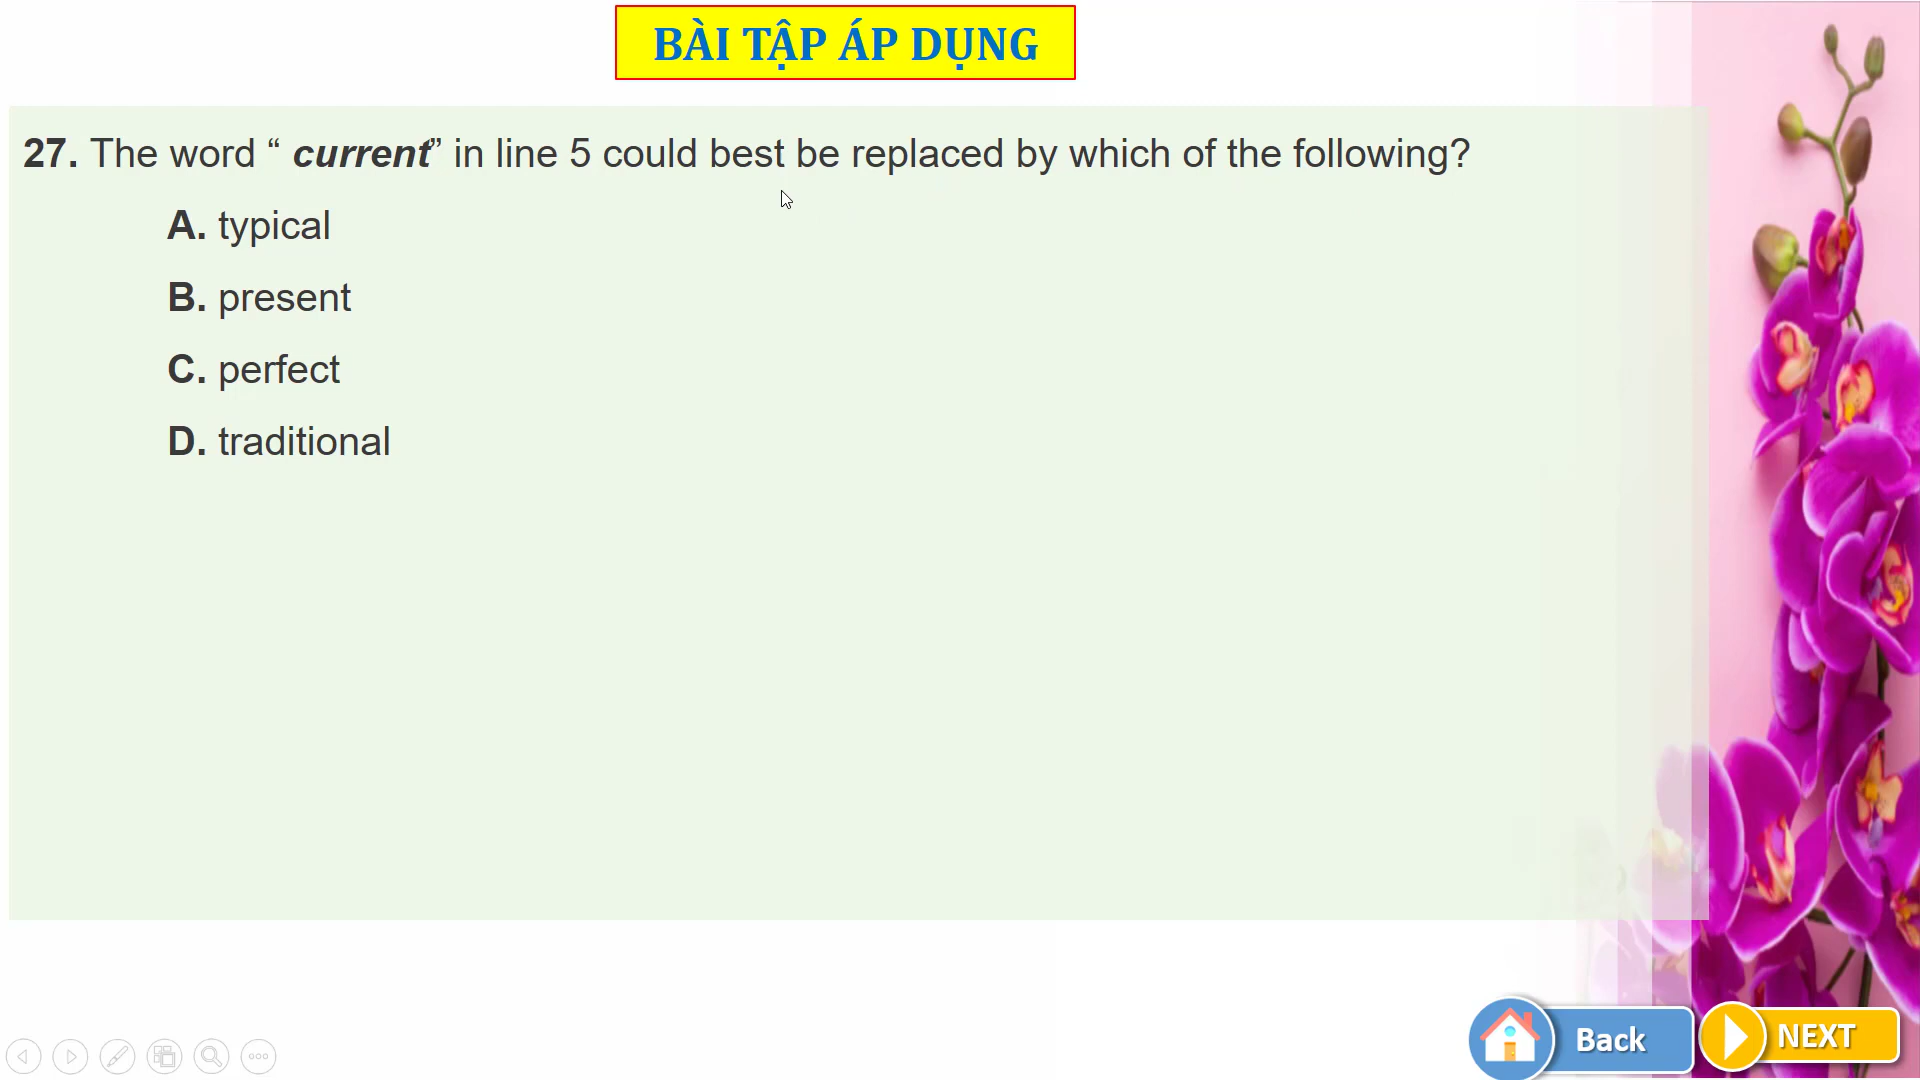 BÀI TẬP ÁP DỤNG
27. The word “ current” in line 5 could best be replaced by which of the following?
A. typical
B. present
C. perfect
D. traditional
Back
NEXT